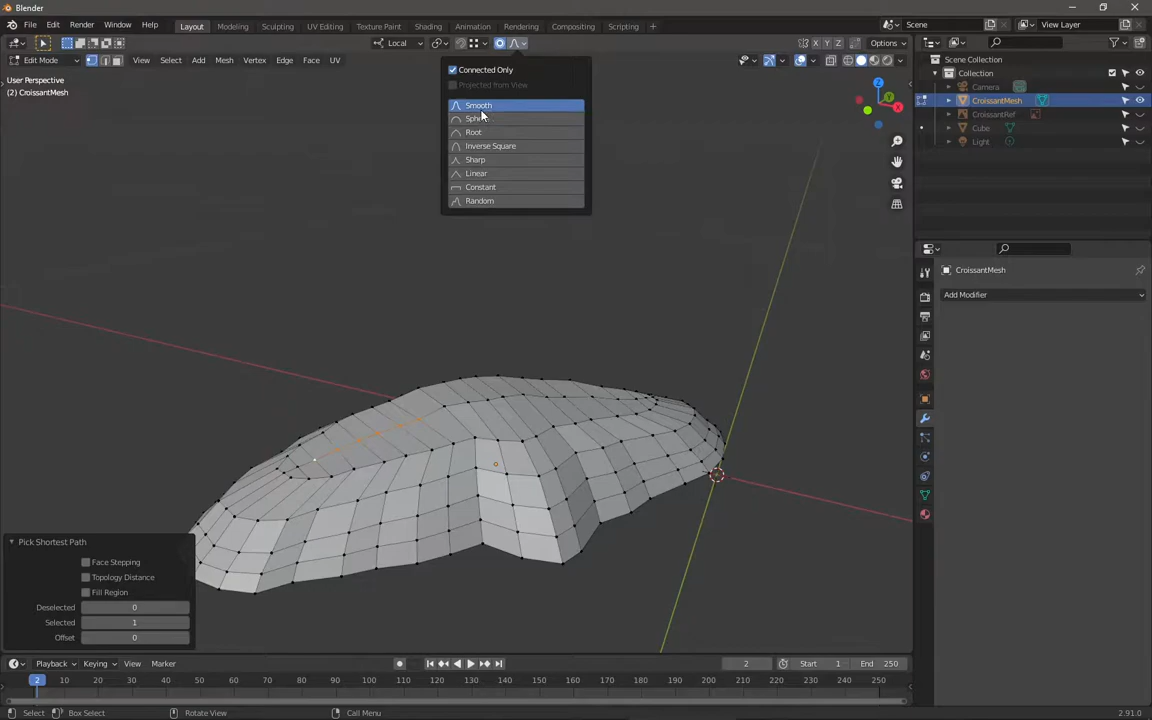 Blender
File Edit Render Window Help
Layout Modeling Sculpting UV Editing Texture Paint Shading Animation Rendering Compositing Scripting +
Scene
View Layer
Local
Options
Edit Mode
View Select Add Mesh Vertex Edge Face UV
X Y Z
User Perspective
(2) CroissantMesh
Connected Only
Projected from View
Smooth
Root
Inverse Square
Sharp
Linear
Constant
Random
Scene Collection
Collection
Camera
CroissantMesh
CroissantRef
Cube
Light
X
Y
Z
CroissantMesh
Add Modifier
Pick Shortest Path
Face Stepping
Topology Distance
Fill Region
Deselected 0
Selected 1
Offset 0
Playback Keying View Marker
2
Start 1
End 250
2 10 20 30 40 50 60 70 80 90 100 110 120 130 140 150 160 170 180 190 200 210 220 230 240 250
Select Box Select Rotate View Call Menu
2.91.0